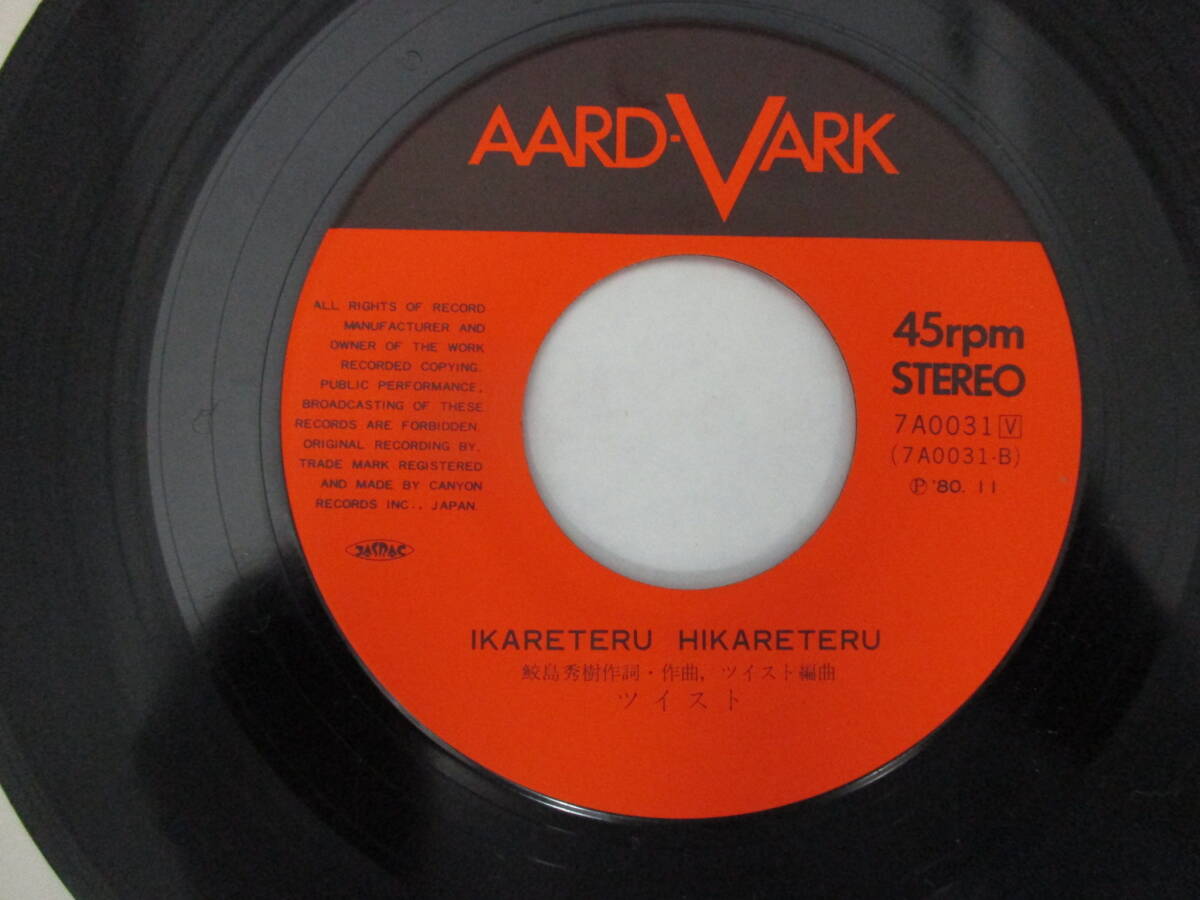 AARD-VARK
ALL RIGHTS OF RECORD
MANUFACTURER AND
OWNER OF THE WORK
RECORDED COPYING.
PUBLIC PERFORMANCE,
BROADCASTING OF THESE
RECORDS ARE FORBIDDEN.
ORIGINAL RECORDING BY.
TRADE MARK REGISTERED
AND MADE BY CANYON
RECORDS INC., JAPAN.
JASRAC
45rpm
STEREO
7A0031 V
(7A0031-B)
Ⓟ '80. 11
IKARETERU HIKARETERU
鮫島秀樹作詞・作曲, ツイスト編曲
ツイスト